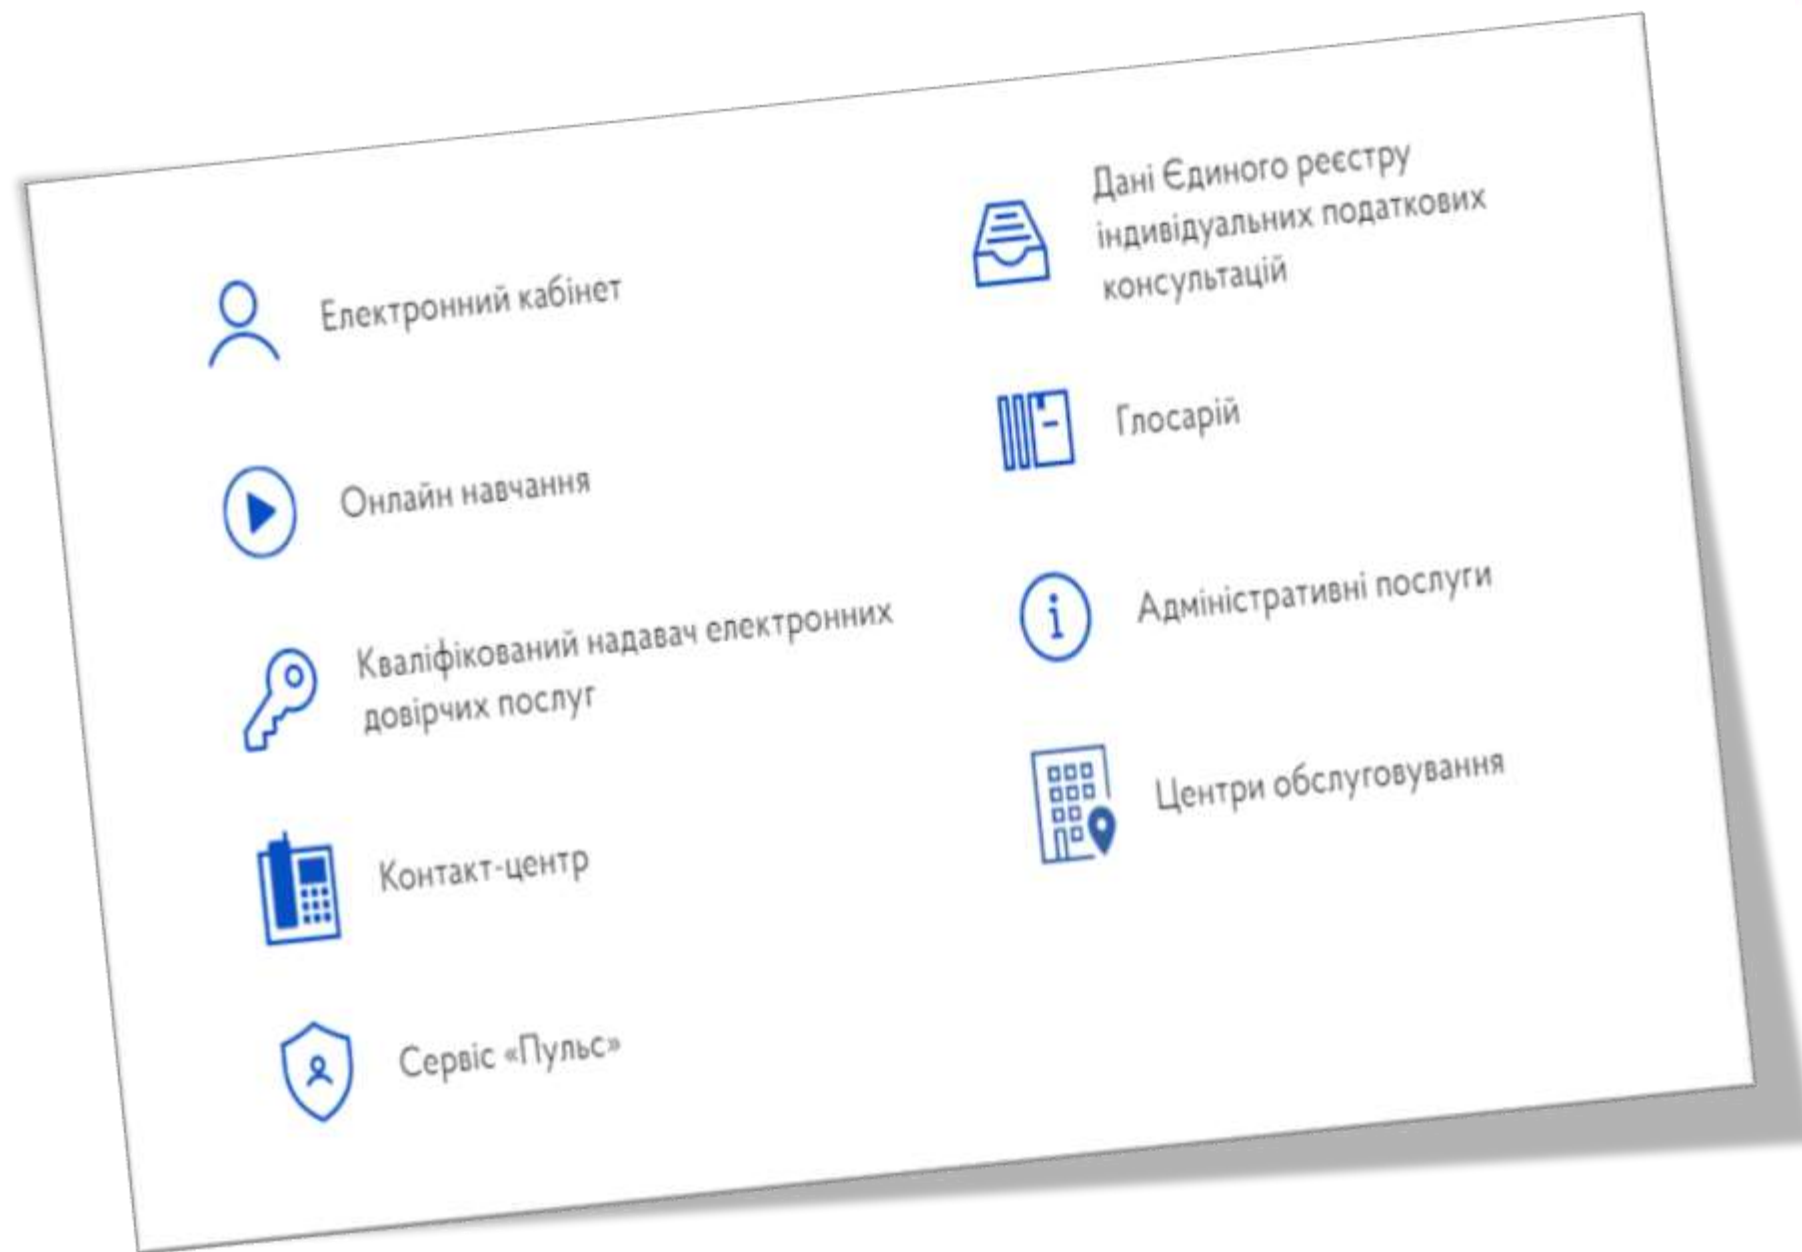 Електронний кабінет
Онлайн навчання
Кваліфікований надавач електронних
довірчих послуг
Контакт-центр
Сервіс «Пульс»
Дані Єдиного реєстру
індивідуальних податкових
консультацій
Глосарій
Адміністративні послуги
Центри обслуговування